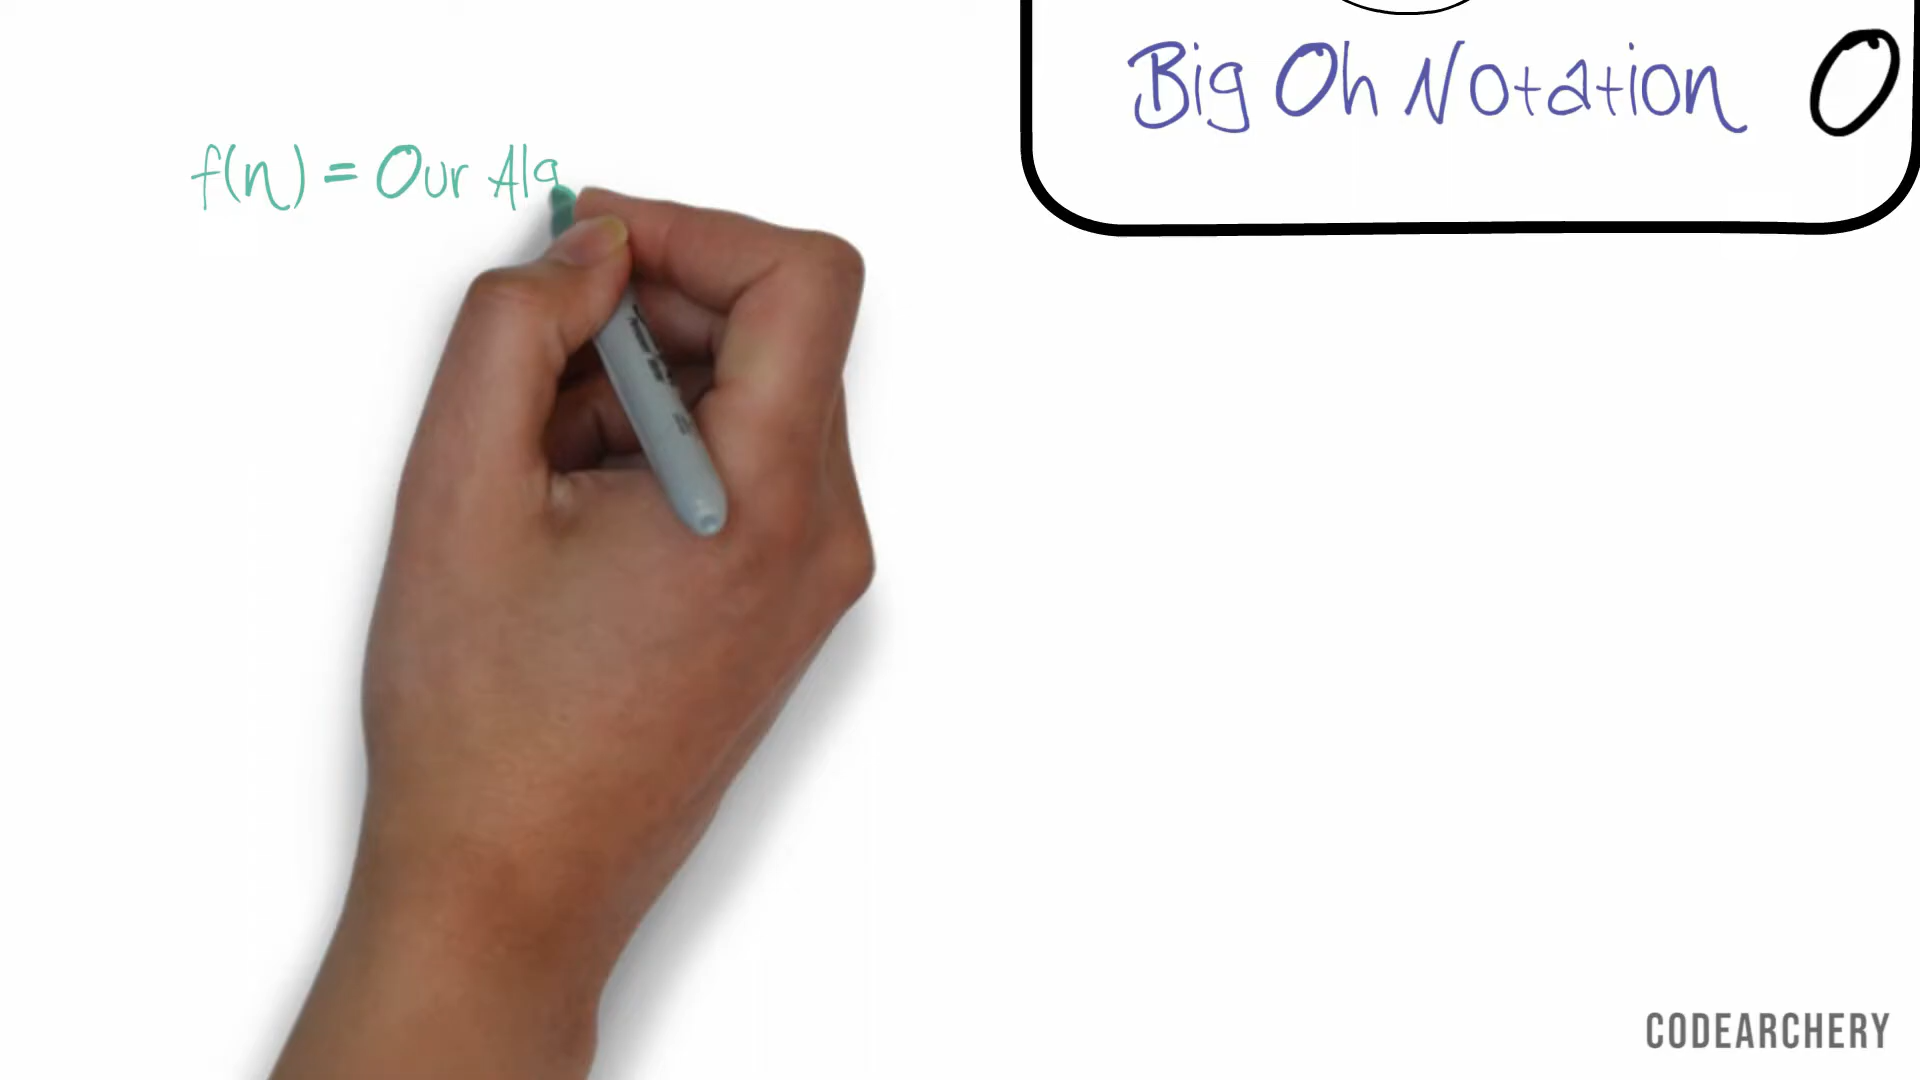 Big Oh Notation O
f(n) = Our Alg
CODEARCHERY